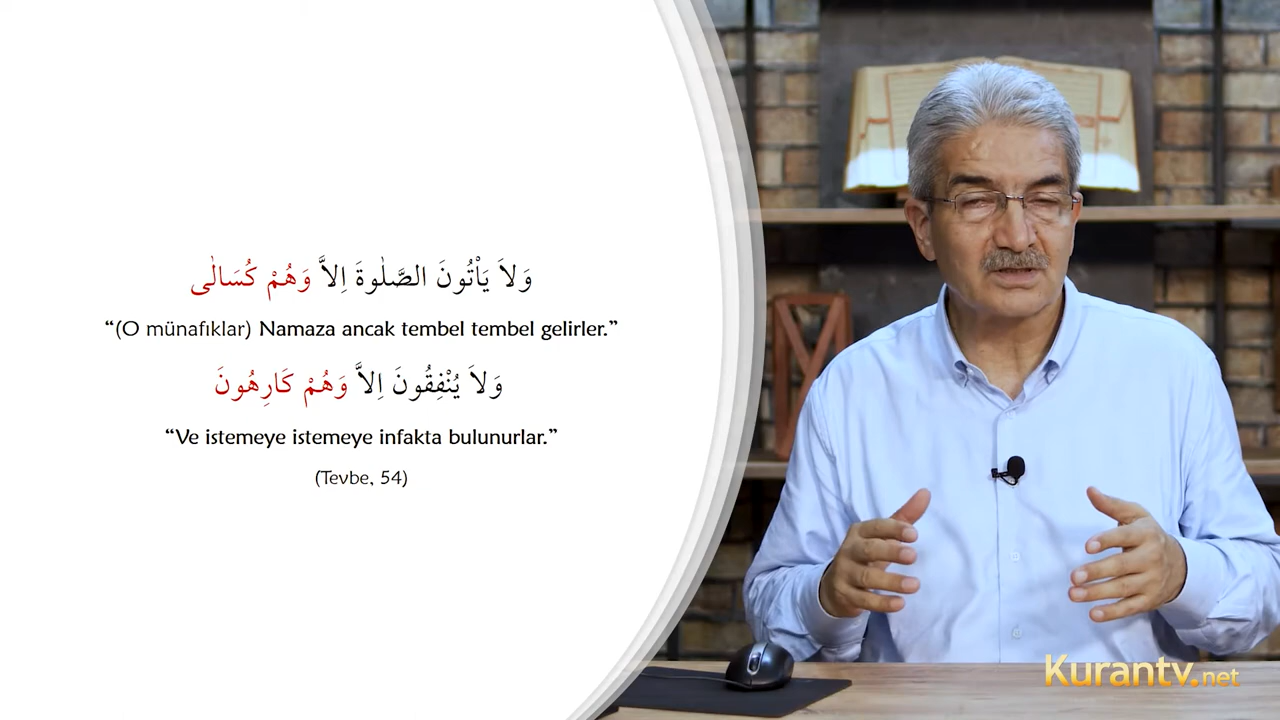 وَلاَ يَاْتُونَ الصَّلٰوةَ اِلاَّ وَهُمْ كُسَالٰى
“(O münafıklar) Namaza ancak tembel tembel gelirler.”
وَلاَ يُنْفِقُونَ اِلاَّ وَهُمْ كَارِهُونَ
“Ve istemeye istemeye infakta bulunurlar.”
(Tevbe, 54)
Kurantv.net